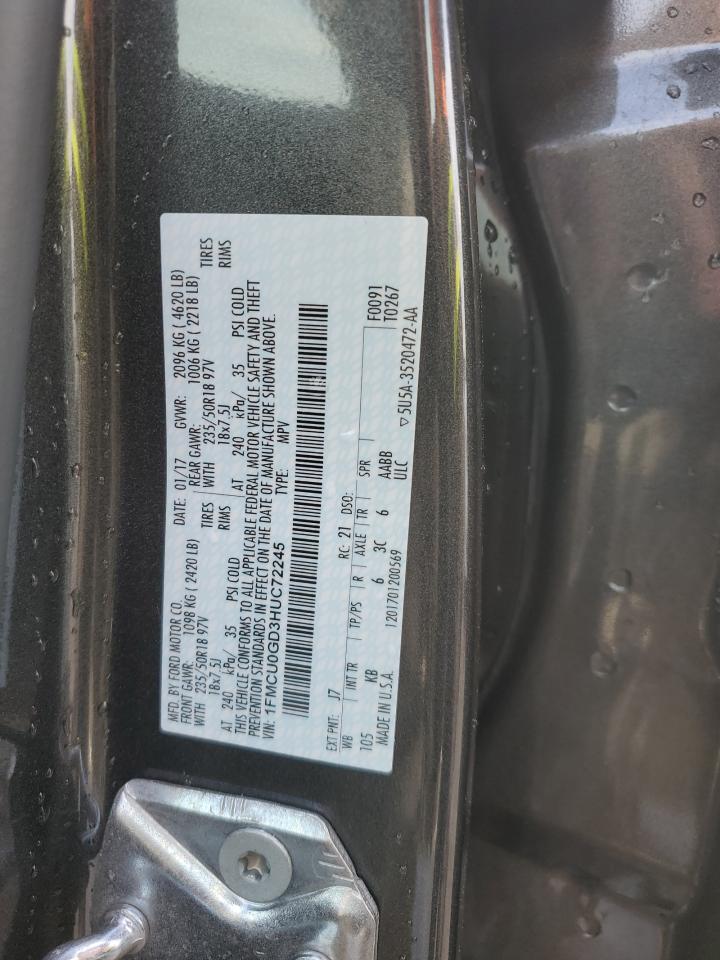 MFD. BY FORD MOTOR CO. DATE: 01/17 GVWR: 2096 KG ( 4620 LB)
FRONT GAWR: 1098 KG ( 2420 LB) REAR GAWR: 1006 KG ( 2218 LB)
WITH 235/50R18 97V TIRES WITH 235/50R18 97V TIRES
18x7.5J RIMS 18x7.5J RIMS
AT 240 kPa/ 35 PSI COLD AT 240 kPa/ 35 PSI COLD
THIS VEHICLE CONFORMS TO ALL APPLICABLE FEDERAL MOTOR VEHICLE SAFETY AND THEFT
PREVENTION STANDARDS IN EFFECT ON THE DATE OF MANUFACTURE SHOWN ABOVE.
VIN: 1FMCU0GD3HUC72245 TYPE: MPV
EXT PNT: J7 RC: 21 DSO: F0091
WB INT TR TP/PS R AXLE TR SPR T0267
105 KB 6 3C 6 AABB
MADE IN U.S.A. 1201701200569 ULC ▽5U5A-3520472-AA